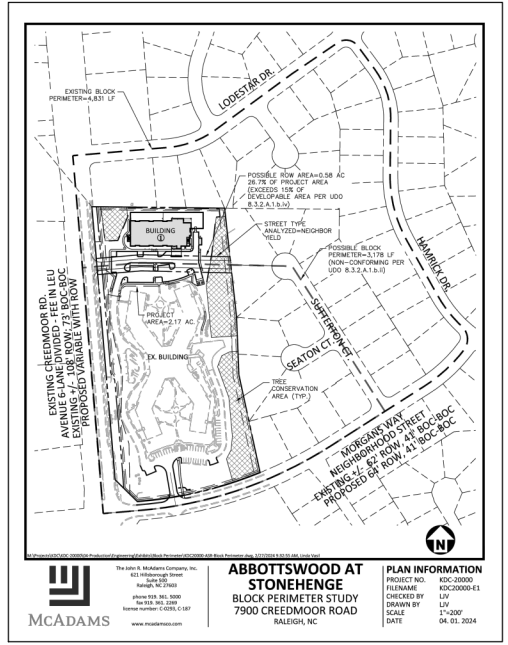 LODESTAR DR.
EXISTING BLOCK
PERIMETER=4,831 LF
POSSIBLE ROW AREA=0.58 AC
26.7% OF PROJECT AREA
(EXCEEDS 15% OF
DEVELOPABLE AREA PER UDO
8.3.2.A.1.b.iv)
STREET TYPE
ANALYZED=NEIGHBOR
YIELD
BUILDING
1
POSSIBLE BLOCK
PERIMETER=3,178 LF
(NON-CONFORMING PER
UDO 8.3.2.A.1.b.ii)
HAMRICK DR.
EXISTING CREEDMOOR RD.
AVENUE 6-LANE DIVIDED - FEE IN LEU
EXISTING +/- 108' ROW, 73' BOC-BOC
PROPOSED VARIABLE WIDTH ROW
PROJECT
AREA=2.17 AC.
SUTTERTON CT
EX. BUILDING
SEATON CT.
TREE
CONSERVATION
AREA (TYP.)
MORGANS WAY
NEIGHBORHOOD STREET
EXISTING +/- 62' ROW, 41' BOC-BOC
PROPOSED 64' ROW, 41' BOC-BOC
N
McADAMS
The John R. McAdams Company, Inc.
621 Hillsborough Street
Suite 500
Raleigh, NC 27603
phone 919. 361. 5000
fax 919. 361. 2269
license number: C-0293, C-187
www.mcadamsco.com
ABBOTTSWOOD AT
STONEHENGE
BLOCK PERIMETER STUDY
7900 CREEDMOOR ROAD
RALEIGH, NC
PLAN INFORMATION
PROJECT NO. KDC-20000
FILENAME KDC20000-E1
CHECKED BY LJV
DRAWN BY LJV
SCALE 1"=200'
DATE 04. 01. 2024